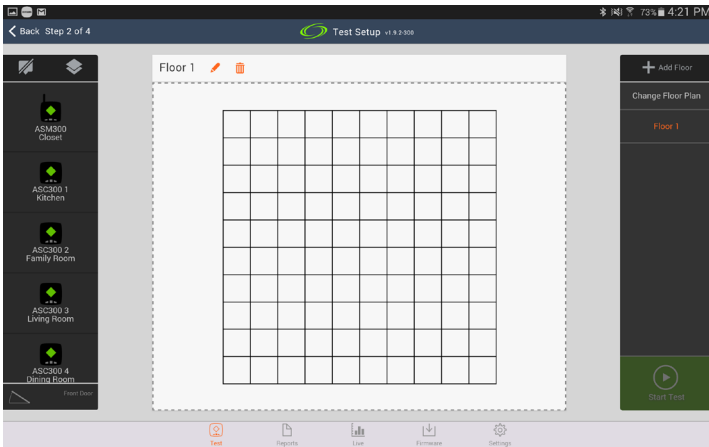 73% 4:21 PM
Back Step 2 of 4
Test Setup v1.9.2-300
Floor 1
Add Floor
Change Floor Plan
Floor 1
ASM300
Closet
ASC300 1
Kitchen
ASC300 2
Family Room
ASC300 3
Living Room
ASC300 4
Dining Room
Front Door
Start Test
Test
Reports
Live
Firmware
Settings